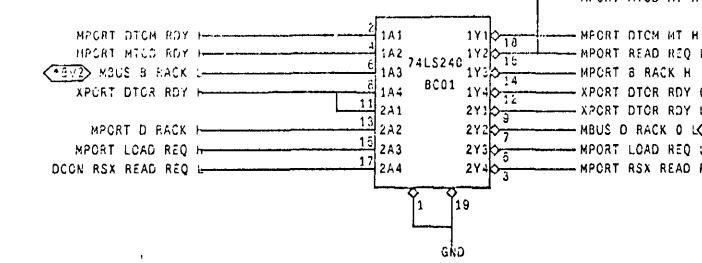 MPORT DTCM RDY H 2 1A1 1Y1 18 MPORT DTCM MT H
MPORT MTCD RDY H 4 1A2 1Y2 16 MPORT READ REQ
MBUS B RACK L 6 1A3 74LS240 1Y3 14 MPORT B RACK H
XPORT DTCR RDY H 8 1A4 BC01 1Y4 12 XPORT DTCR RDY
11 2A1 2Y1 9 XPORT DTCR RDY L
MPORT D RACK H 13 2A2 2Y2 7 MBUS D RACK 0 L
MPORT LOAD REQ H 15 2A3 2Y3 5 MPORT LOAD REQ
DCON RSX READ REQ L 17 2A4 2Y4 3 MPORT RSX READ
1 19
GND